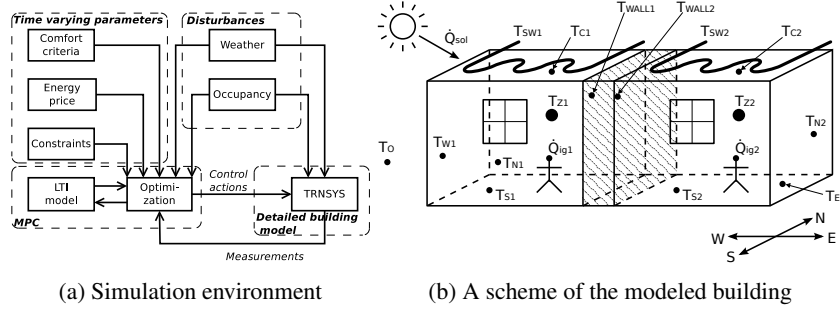 Time varying parameters
Comfort
criteria
Energy
price
Constraints
Disturbances
Weather
Occupancy
LTI
model
Optimi-
zation
MPC
Control
actions
TRNSYS
Detailed building
model
Measurements
(a) Simulation environment
Q̇sol
TSW1
TC1
TWALL1
TWALL2
TSW2
TC2
TO
TW1
TZ1
TN1
Q̇ig1
TS1
TZ2
Q̇ig2
TS2
TN2
TE
N
W
E
S
(b) A scheme of the modeled building